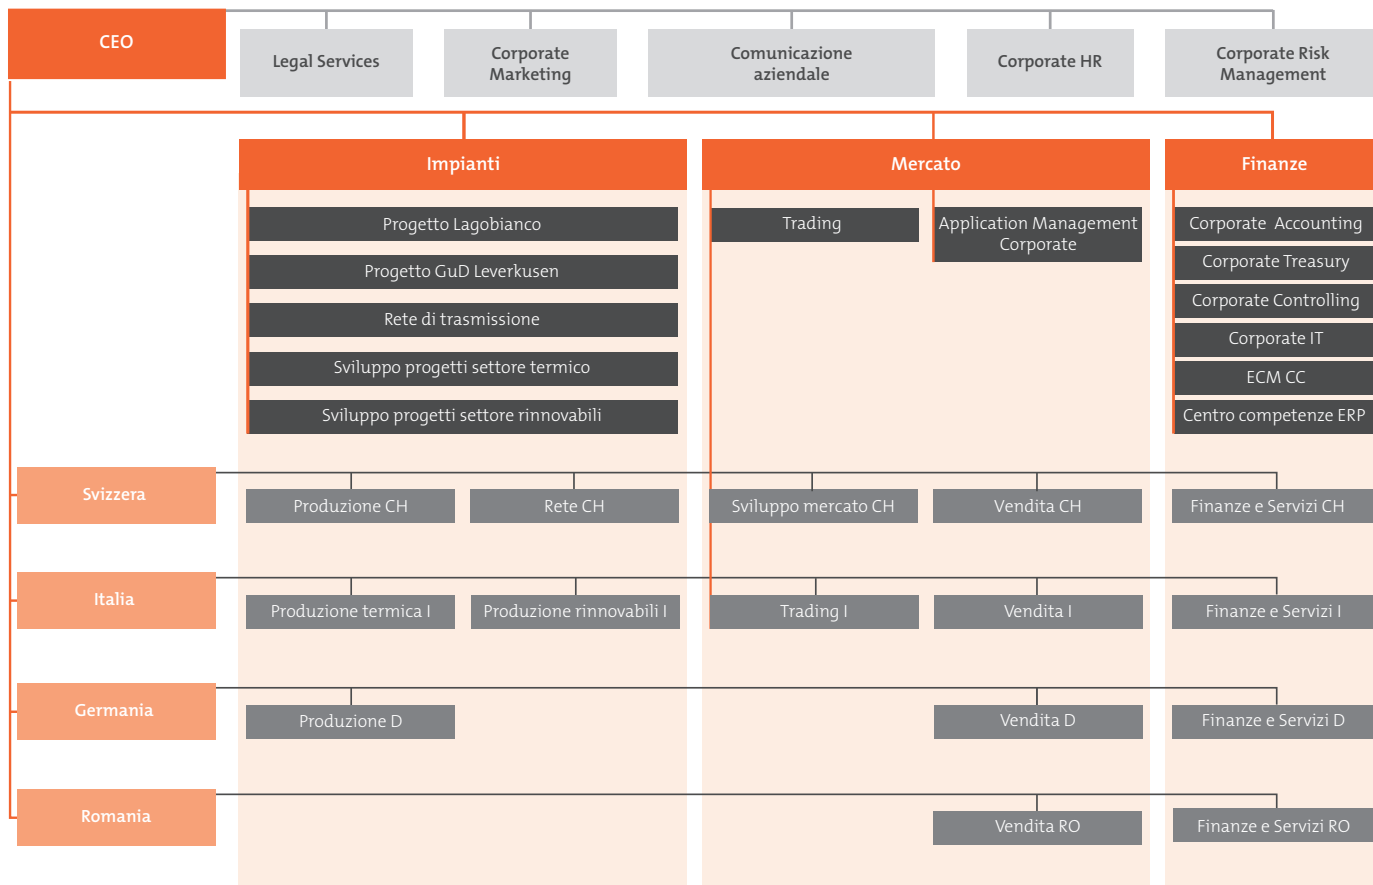 CEO
Legal Services
Corporate
Marketing
Comunicazione
aziendale
Corporate HR
Corporate Risk
Management
Impianti
Mercato
Finanze
Progetto Lagobianco
Progetto GuD Leverkusen
Rete di trasmissione
Sviluppo progetti settore termico
Sviluppo progetti settore rinnovabili
Trading
Application Management
Corporate
Corporate Accounting
Corporate Treasury
Corporate Controlling
Corporate IT
ECM CC
Centro competenze ERP
Svizzera
Produzione CH
Rete CH
Sviluppo mercato CH
Vendita CH
Finanze e Servizi CH
Italia
Produzione termica I
Produzione rinnovabili I
Trading I
Vendita I
Finanze e Servizi I
Germania
Produzione D
Vendita D
Finanze e Servizi D
Romania
Vendita RO
Finanze e Servizi RO